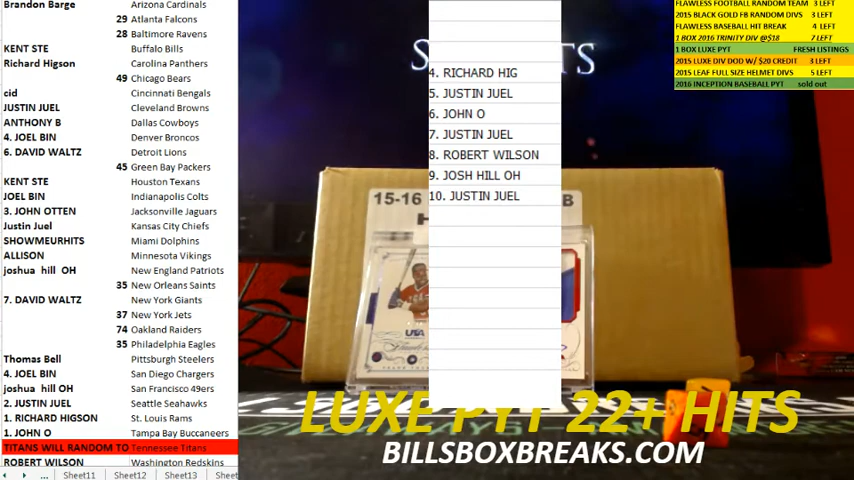 Brandon Barge Arizona Cardinals
29 Atlanta Falcons
28 Baltimore Ravens
KENT STE Buffalo Bills
Richard Higson Carolina Panthers
49 Chicago Bears
cid Cincinnati Bengals
JUSTIN JUEL Cleveland Browns
ANTHONY B Dallas Cowboys
4. JOEL BIN Denver Broncos
6. DAVID WALTZ Detroit Lions
45 Green Bay Packers
KENT STE Houston Texans
JOEL BIN Indianapolis Colts
3. JOHN OTTEN Jacksonville Jaguars
Justin Juel Kansas City Chiefs
SHOWMEURHITS Miami Dolphins
ALLISON Minnesota Vikings
joshua hill OH New England Patriots
35 New Orleans Saints
7. DAVID WALTZ New York Giants
37 New York Jets
74 Oakland Raiders
35 Philadelphia Eagles
Thomas Bell Pittsburgh Steelers
4. JOEL BIN San Diego Chargers
joshua hill OH San Francisco 49ers
2. JUSTIN JUEL Seattle Seahawks
1. RICHARD HIGSON St. Louis Rams
1. JOHN O Tampa Bay Buccaneers
TITANS WILL RANDOM TO Tennessee Titans
ROBERT WILSON Washington Redskins
... Sheet11 Sheet12 Sheet13 Sheet
4. RICHARD HIG
5. JUSTIN JUEL
6. JOHN O
7. JUSTIN JUEL
8. ROBERT WILSON
9. JOSH HILL OH
10. JUSTIN JUEL
FLAWLESS FOOTBALL RANDOM TEAM 3 LEFT
2015 BLACK GOLD FB RANDOM DIVS 3 LEFT
FLAWLESS BASEBALL HIT BREAK 4 LEFT
1 BOX 2016 TRINITY DIV @$18 7 LEFT
1 BOX LUXE PYT FRESH LISTINGS
2015 LUXE DIV DOD W/ $20 CREDIT 3 LEFT
2015 LEAF FULL SIZE HELMET DIVS 5 LEFT
2016 INCEPTION BASEBALL PYT sold out
15-16
H
B
USA
LUXE PYT 22+ HITS
BILLSBOXBREAKS.COM